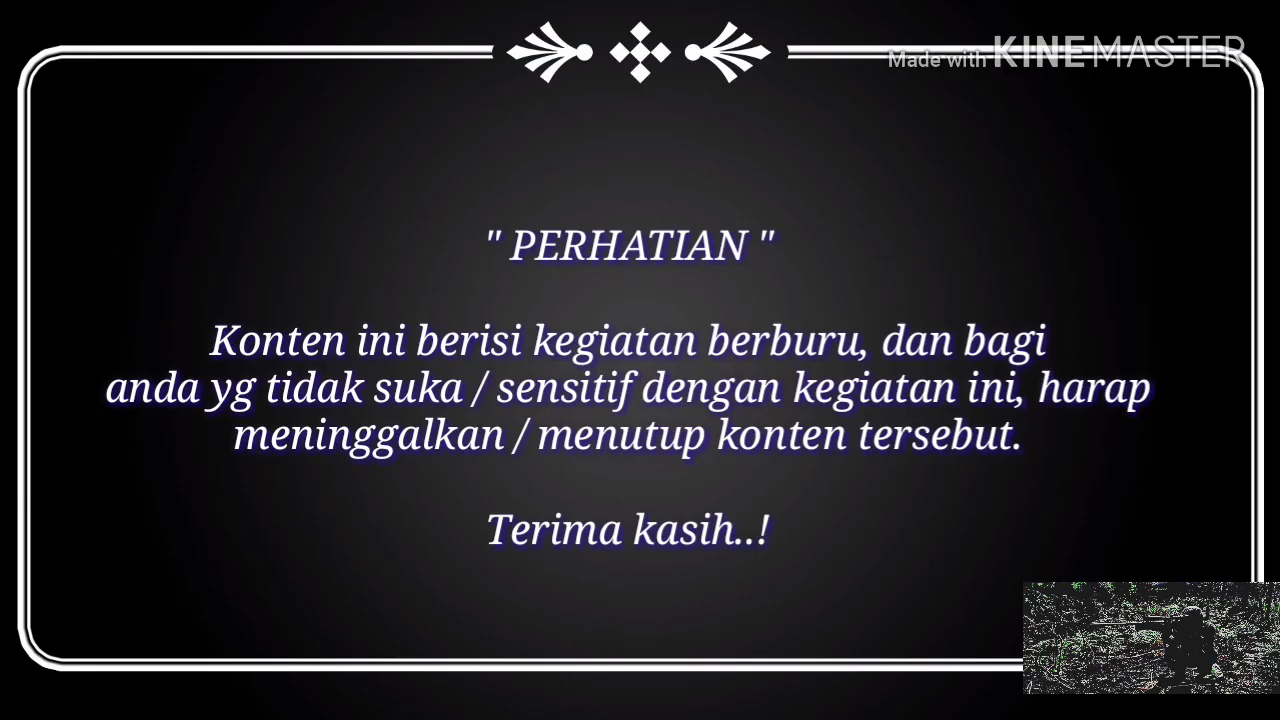 Made with KINEMASTER
" PERHATIAN "
Konten ini berisi kegiatan berburu, dan bagi
anda yg tidak suka / sensitif dengan kegiatan ini, harap
meninggalkan / menutup konten tersebut.
Terima kasih..!